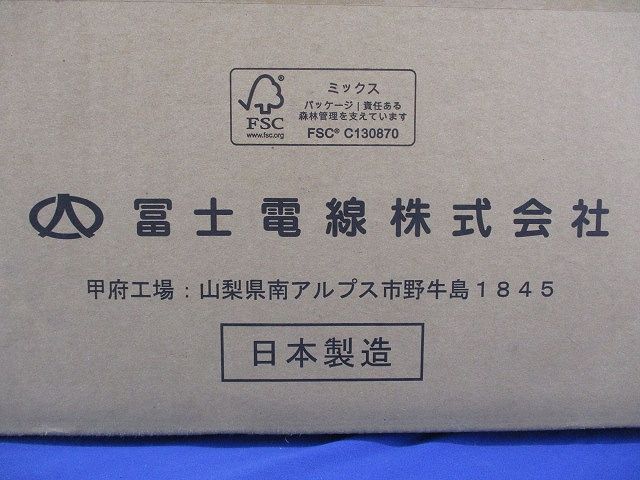 FSC®
www.fsc.org
ミックス
パッケージ|責任ある
森林管理を支えています
FSC® C130870
冨士電線株式会社
甲府工場：山梨県南アルプス市野牛島１８４５
日本製造